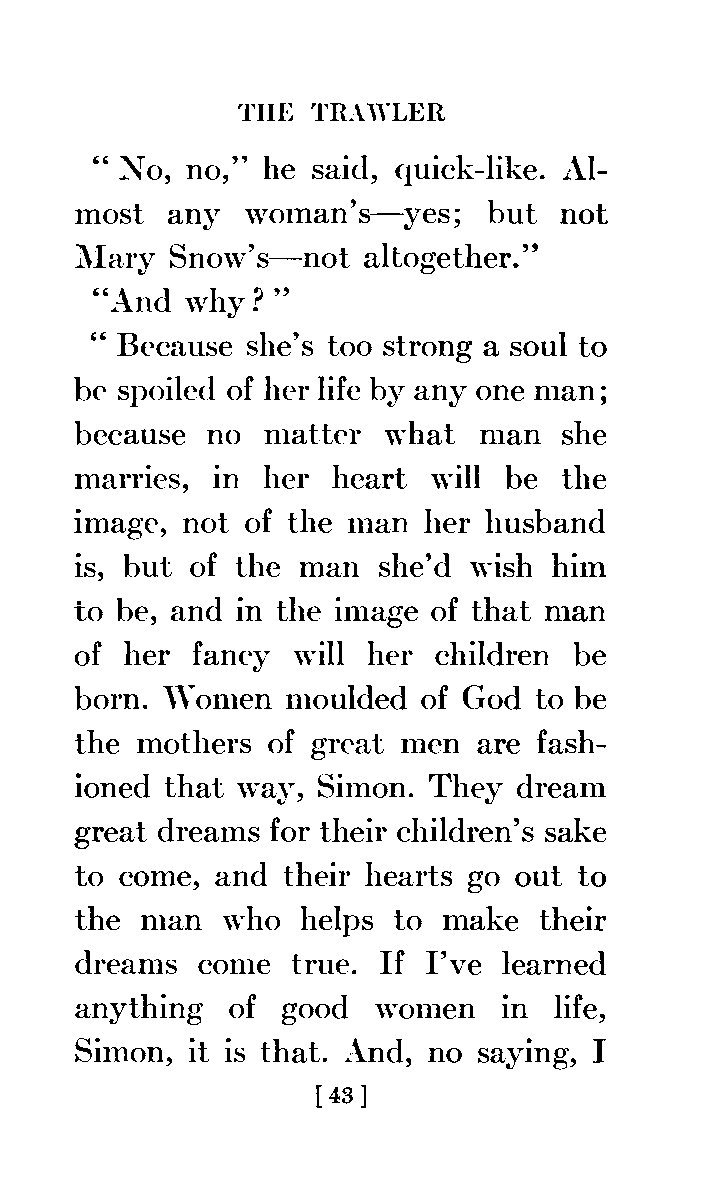 THE TRAWLER
“ No, no,” he said, quick-like. Al-
most any woman’s—yes; but not
Mary Snow’s—not altogether.”
“And why ? ”
“ Because she’s too strong a soul to
be spoiled of her life by any one man;
because no matter what man she
marries, in her heart will be the
image, not of the man her husband
is, but of the man she’d wish him
to be, and in the image of that man
of her fancy will her children be
born. Women moulded of God to be
the mothers of great men are fash-
ioned that way, Simon. They dream
great dreams for their children’s sake
to come, and their hearts go out to
the man who helps to make their
dreams come true. If I’ve learned
anything of good women in life,
Simon, it is that. And, no saying, I
[ 43 ]